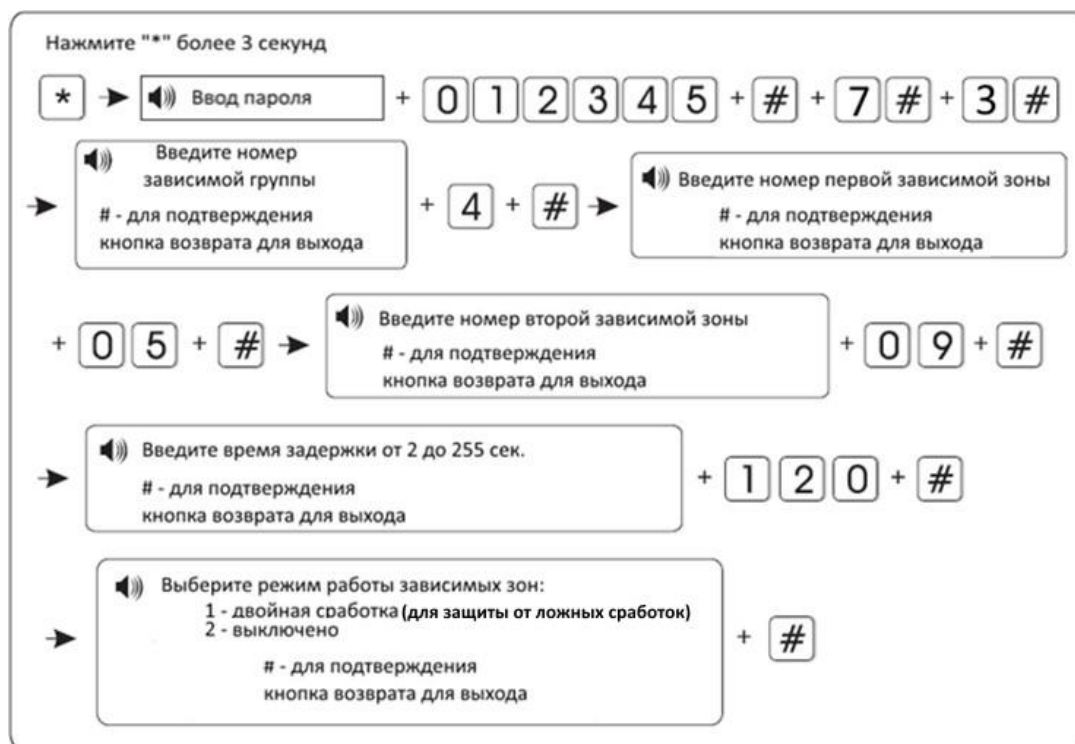 Нажмите "*" более 3 секунд
* Ввод пароля + 0 1 2 3 4 5 + # + 7 # + 3 #
Введите номер
зависимой группы
# - для подтверждения
кнопка возврата для выхода
+ 4 + #
Введите номер первой зависимой зоны
# - для подтверждения
кнопка возврата для выхода
+ 0 5 + #
Введите номер второй зависимой зоны
# - для подтверждения
кнопка возврата для выхода
+ 0 9 + #
Введите время задержки от 2 до 255 сек.
# - для подтверждения
кнопка возврата для выхода
+ 1 2 0 + #
Выберите режим работы зависимых зон:
1 - двойная сработка (для защиты от ложных сработок)
2 - выключено
# - для подтверждения
кнопка возврата для выхода
+ #